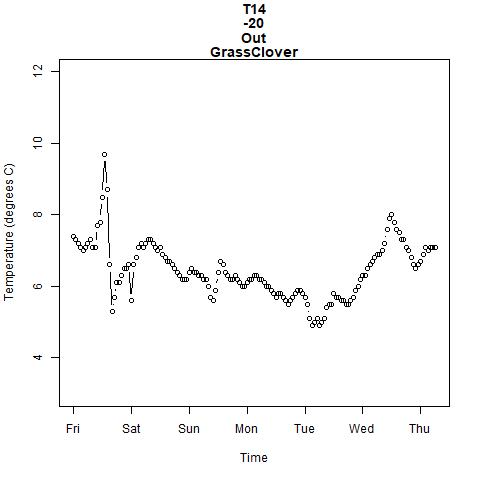 T14
-20
Out
GrassClover
Temperature (degrees C)
12
10
8
6
4
Fri Sat Sun Mon Tue Wed Thu
Time